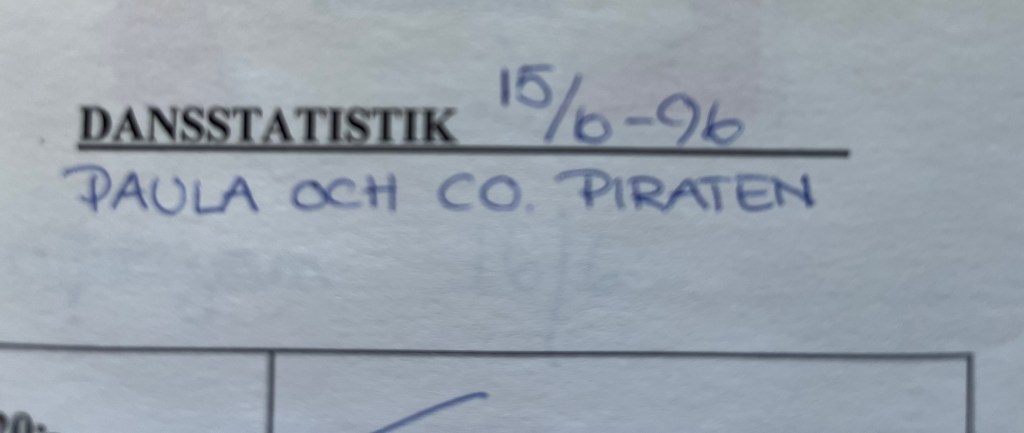 DANSSTATISTIK 15/6-96
PAULA OCH CO. PIRATEN